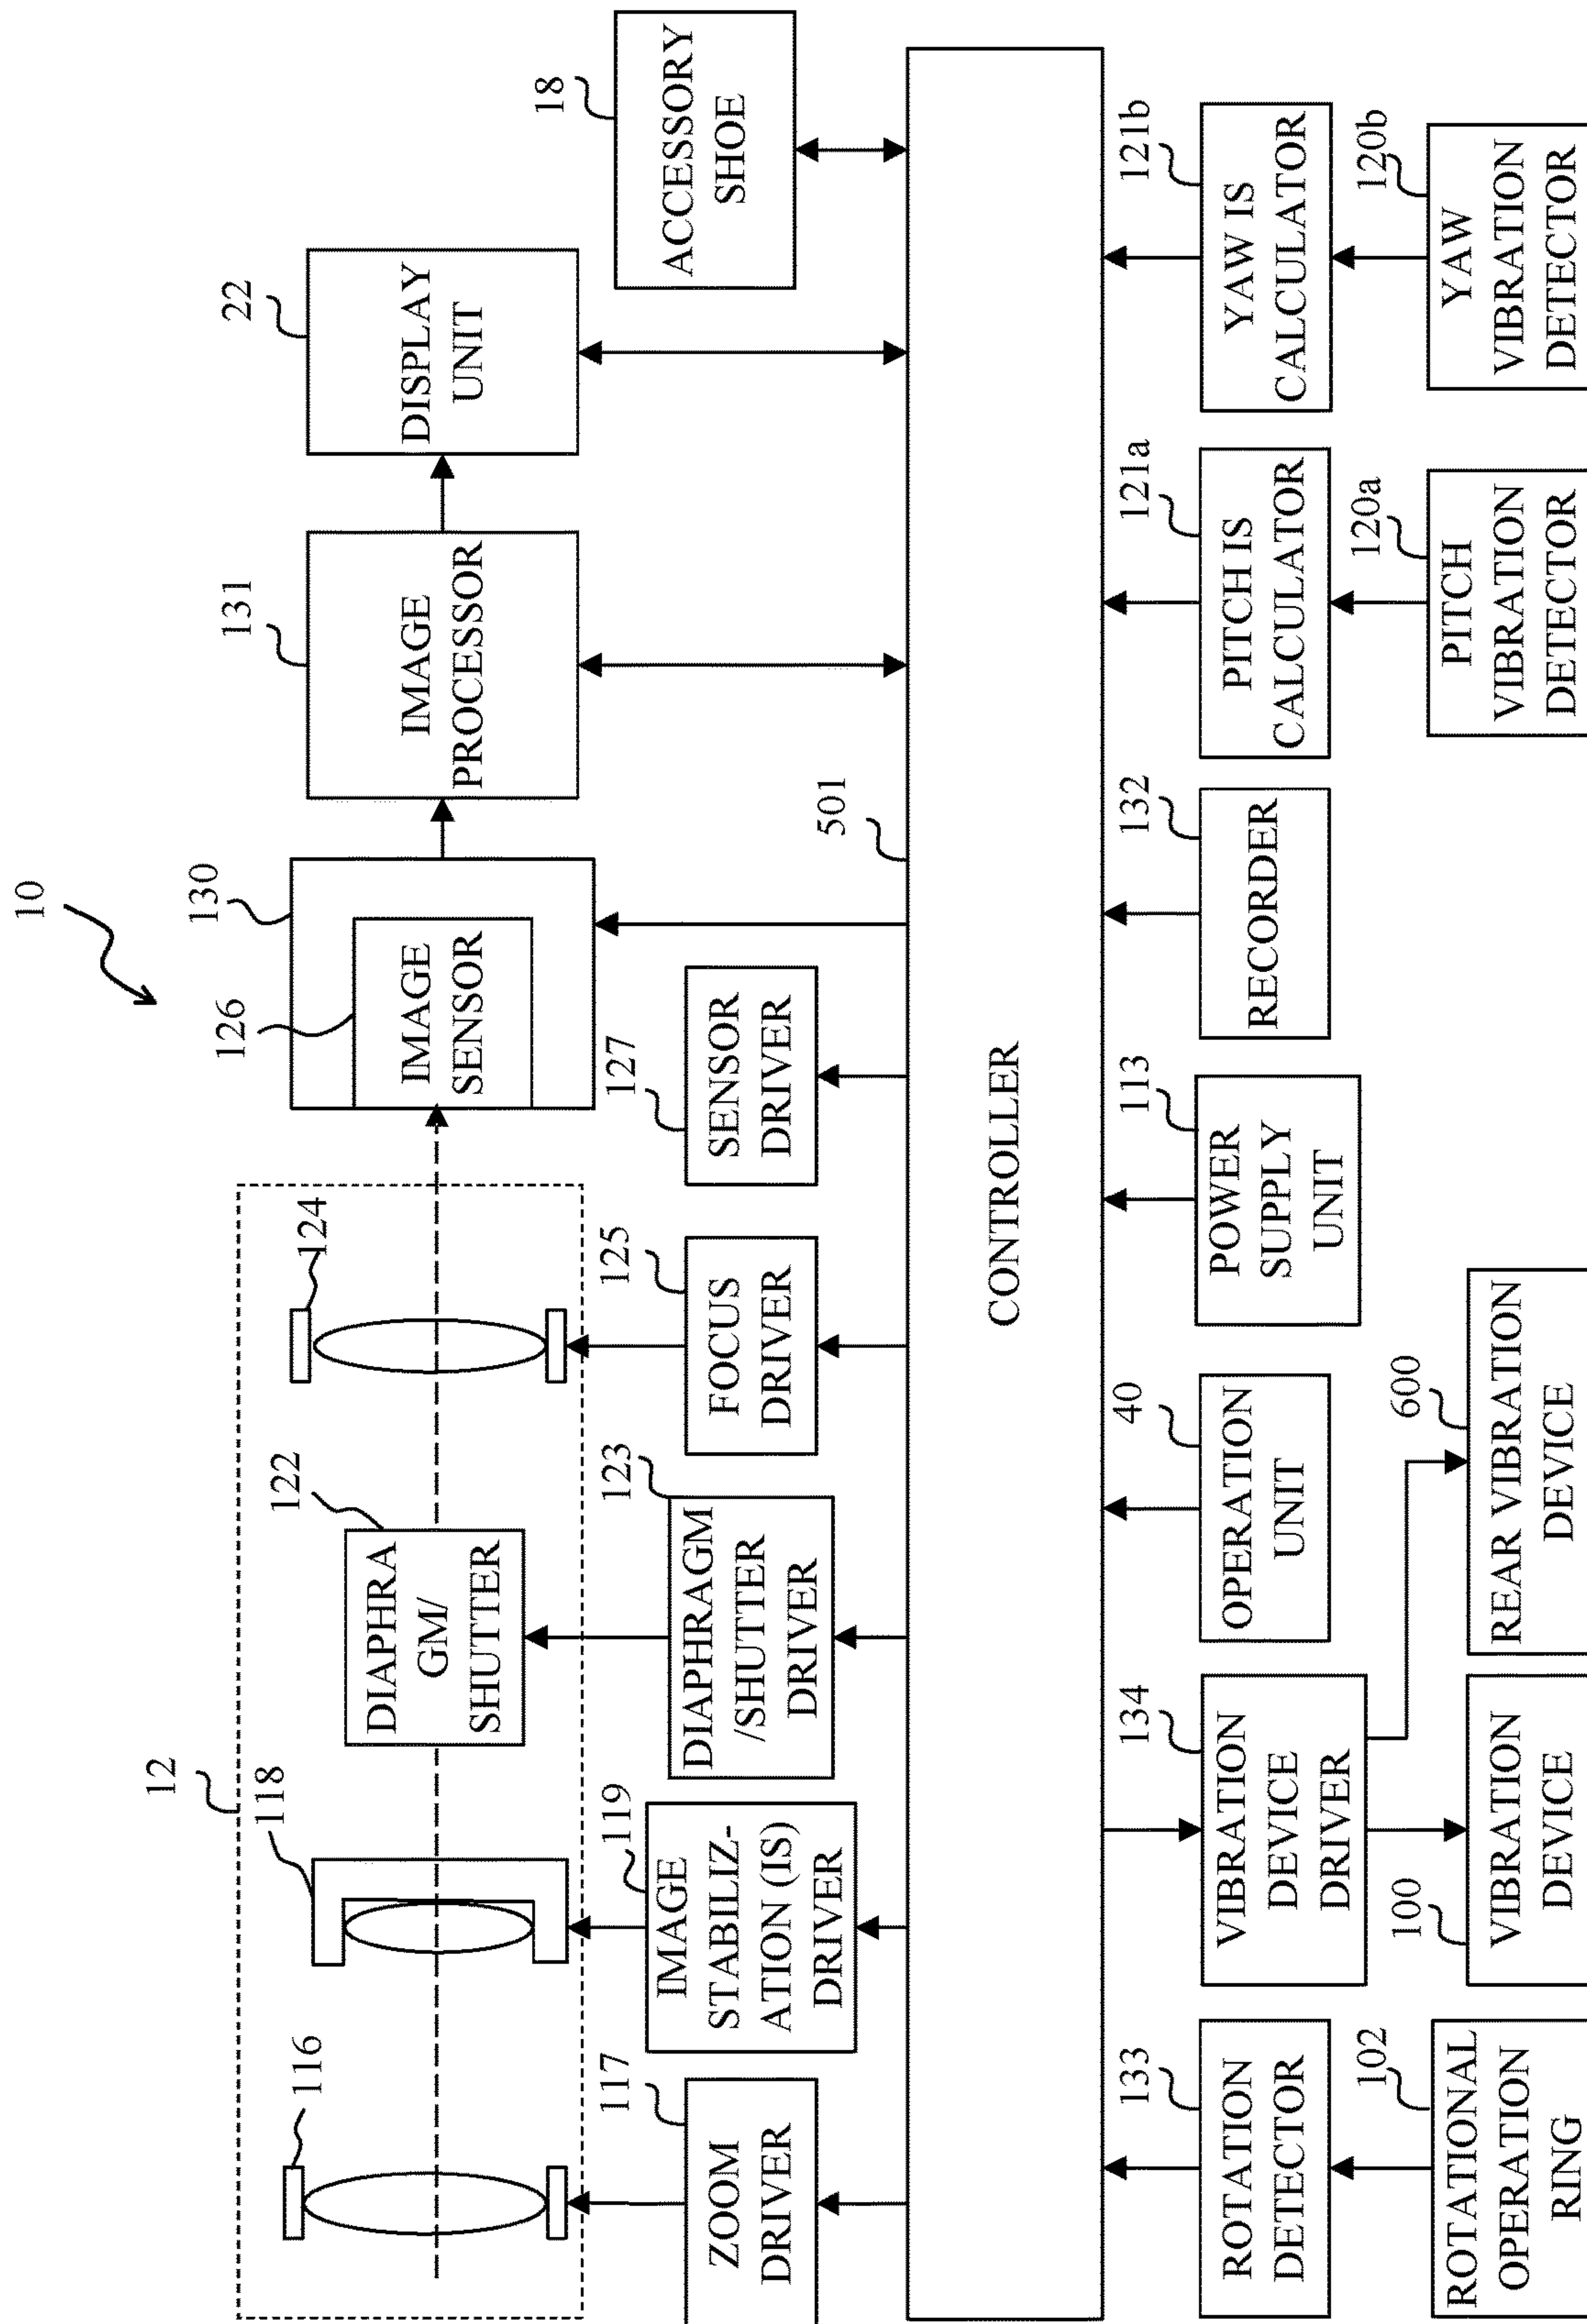 10
12
116
118
122
124
126
130
131
22
DIAPHRA
GM/
SHUTTER
IMAGE
SENSOR
IMAGE
PROCESSOR
DISPLAY
UNIT
117
ZOOM
DRIVER
119
IMAGE
STABILIZ-
ATION (IS)
DRIVER
123
DIAPHRAGM
/SHUTTER
DRIVER
125
FOCUS
DRIVER
127
SENSOR
DRIVER
18
ACCESSORY
SHOE
501
CONTROLLER
133
ROTATION
DETECTOR
134
VIBRATION
DEVICE
DRIVER
40
OPERATION
UNIT
113
POWER
SUPPLY
UNIT
132
RECORDER
121a
PITCH IS
CALCULATOR
121b
YAW IS
CALCULATOR
102
ROTATIONAL
OPERATION
RING
100
VIBRATION
DEVICE
600
REAR VIBRATION
DEVICE
120a
PITCH
VIBRATION
DETECTOR
120b
YAW
VIBRATION
DETECTOR